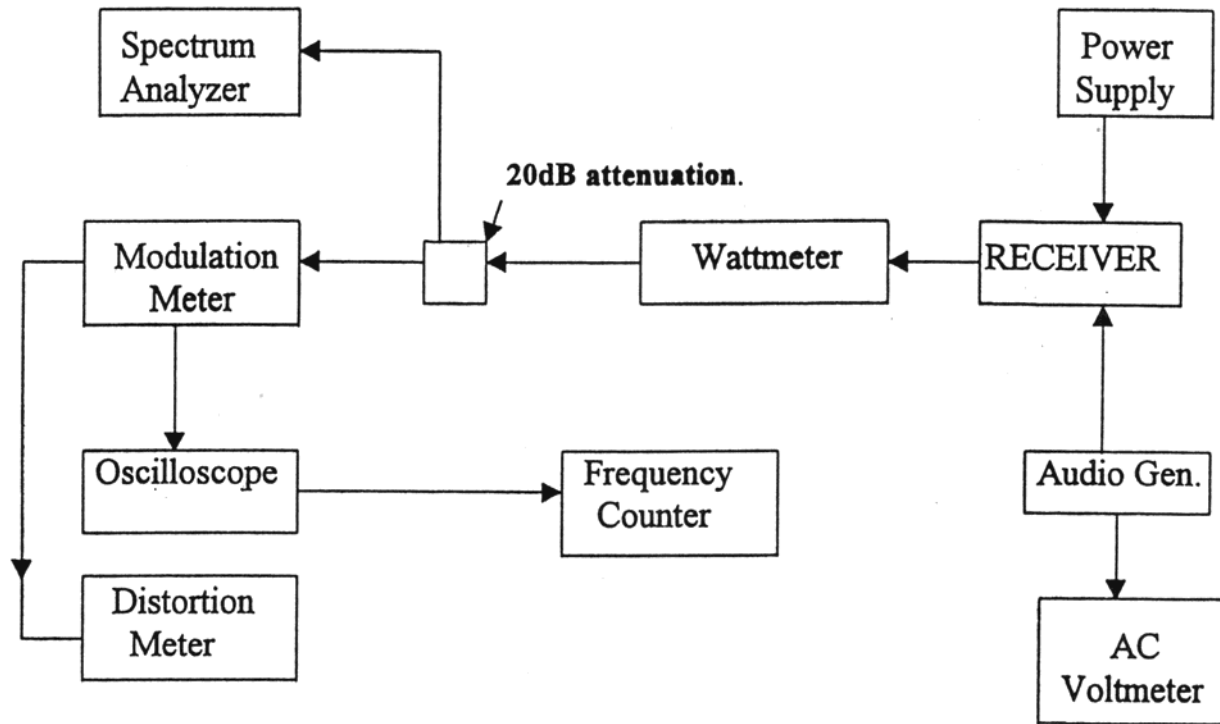 Spectrum
Analyzer
Power
Supply
20dB attenuation.
Modulation
Meter
Wattmeter
RECEIVER
Oscilloscope
Frequency
Counter
Audio Gen.
Distortion
Meter
AC
Voltmeter